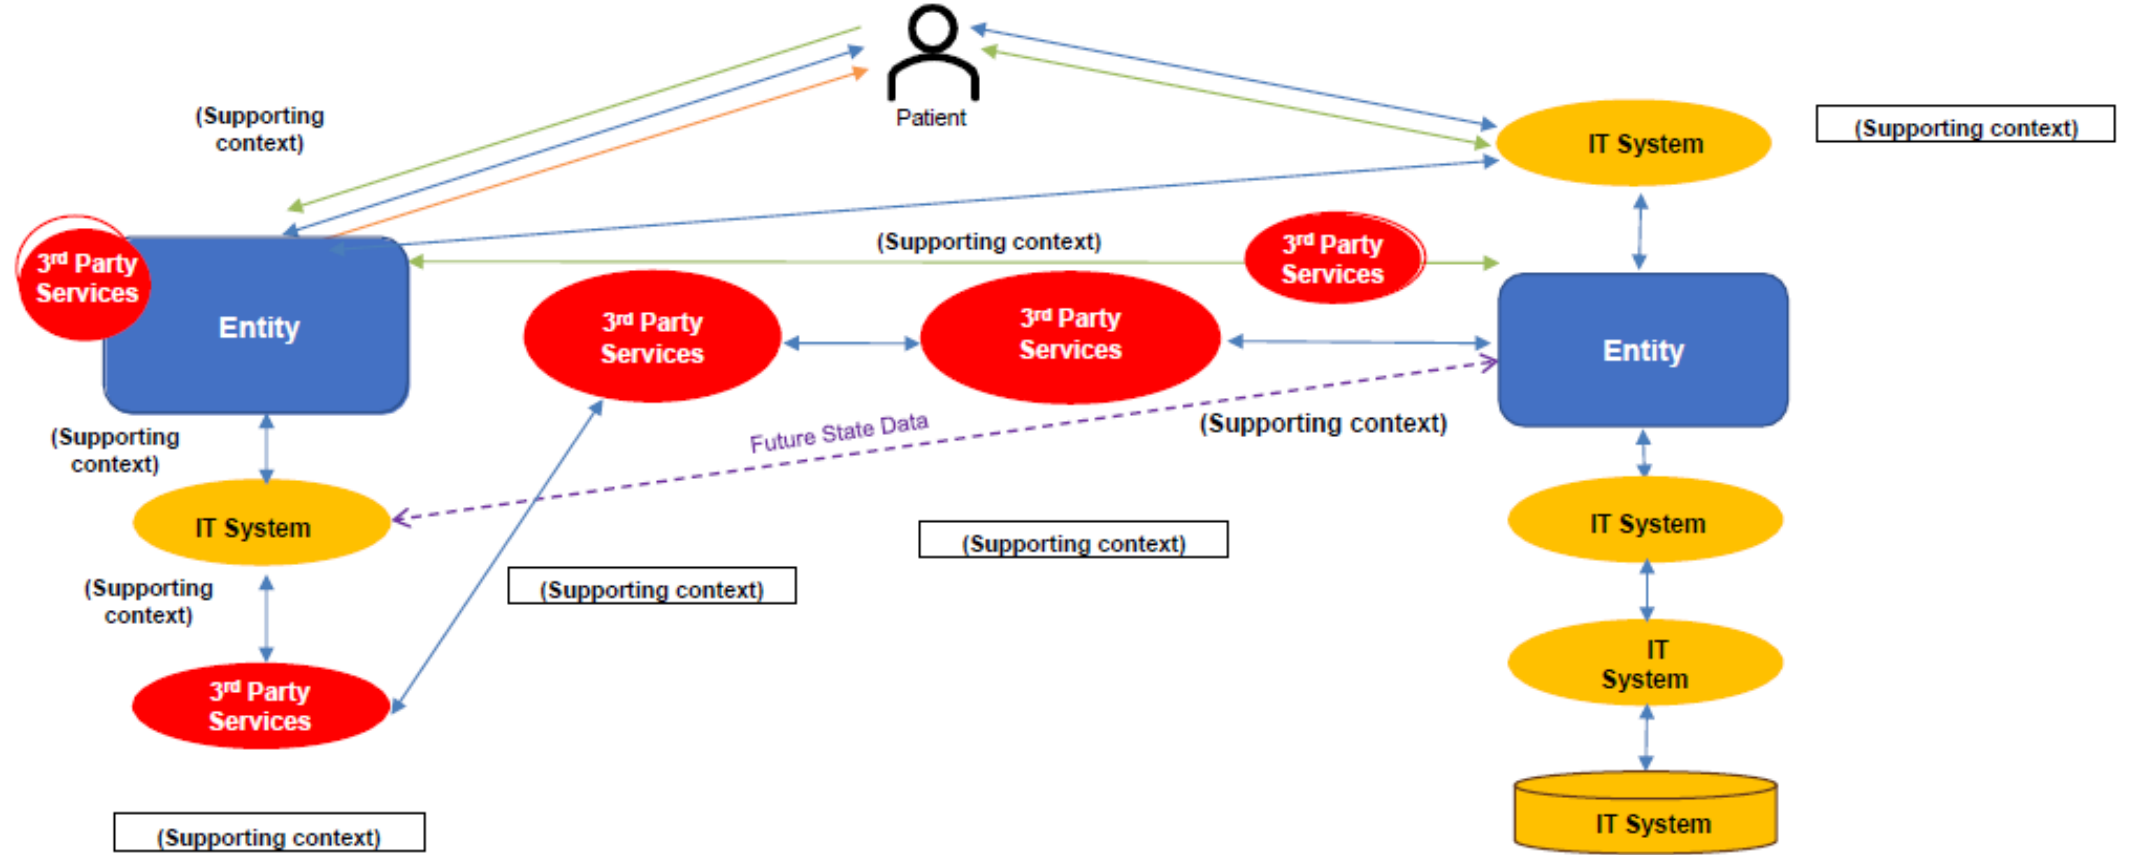 Patient
(Supporting
context)
IT System
(Supporting context)
3rd Party
Services
Entity
(Supporting context)
3rd Party
Services
3rd Party
Services
3rd Party
Services
Entity
Future State Data
(Supporting context)
(Supporting
context)
IT System
(Supporting context)
IT System
(Supporting
context)
(Supporting context)
IT
System
3rd Party
Services
(Supporting context)
IT System